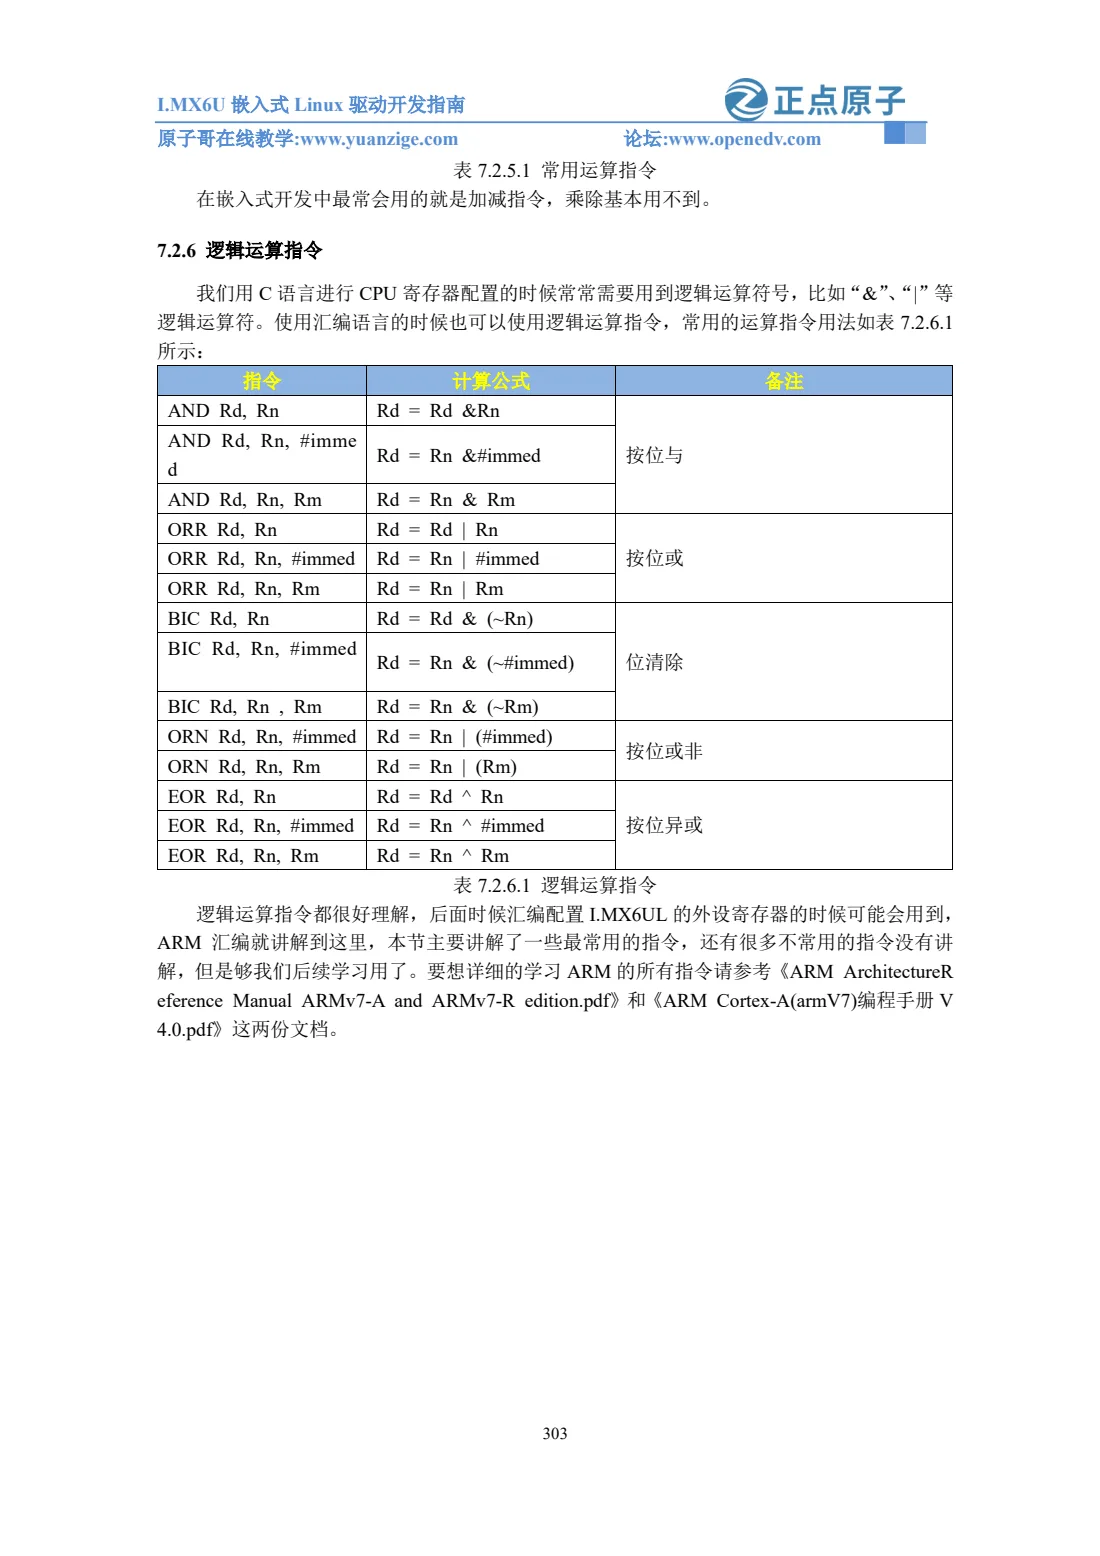 I.MX6U 嵌入式 Linux 驱动开发指南
正点原子
原子哥在线教学:www.yuanzige.com 论坛:www.openedv.com
表 7.2.5.1 常用运算指令
在嵌入式开发中最常会用的就是加减指令，乘除基本用不到。
7.2.6 逻辑运算指令
我们用 C 语言进行 CPU 寄存器配置的时候常常需要用到逻辑运算符号，比如“&”、“|”等
逻辑运算符。使用汇编语言的时候也可以使用逻辑运算指令，常用的运算指令用法如表 7.2.6.1
所示：
指令 计算公式 备注
AND Rd, Rn Rd = Rd &Rn
AND Rd, Rn, #imme
d
Rd = Rn &#immed
按位与
AND Rd, Rn, Rm Rd = Rn & Rm
ORR Rd, Rn Rd = Rd | Rn
ORR Rd, Rn, #immed Rd = Rn | #immed 按位或
ORR Rd, Rn, Rm Rd = Rn | Rm
BIC Rd, Rn Rd = Rd & (~Rn)
BIC Rd, Rn, #immed Rd = Rn & (~#immed) 位清除
BIC Rd, Rn , Rm Rd = Rn & (~Rm)
ORN Rd, Rn, #immed Rd = Rn | (#immed) 按位或非
ORN Rd, Rn, Rm Rd = Rn | (Rm)
EOR Rd, Rn Rd = Rd ^ Rn
EOR Rd, Rn, #immed Rd = Rn ^ #immed 按位异或
EOR Rd, Rn, Rm Rd = Rn ^ Rm
表 7.2.6.1 逻辑运算指令
逻辑运算指令都很好理解，后面时候汇编配置 I.MX6UL 的外设寄存器的时候可能会用到，
ARM 汇编就讲解到这里，本节主要讲解了一些最常用的指令，还有很多不常用的指令没有讲
解，但是够我们后续学习用了。要想详细的学习 ARM 的所有指令请参考《ARM ArchitectureR
eference Manual ARMv7-A and ARMv7-R edition.pdf》和《ARM Cortex-A(armV7)编程手册 V
4.0.pdf》这两份文档。
303